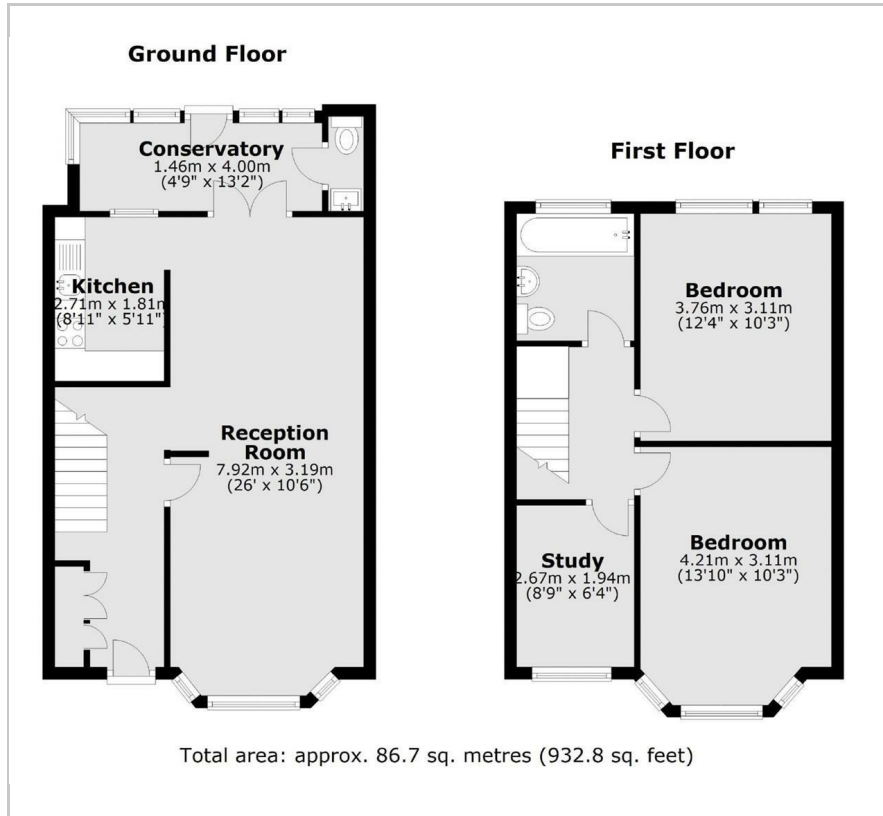 Ground Floor
Conservatory
1.46m x 4.00m
(4'9" x 13'2")
Kitchen
2.71m x 1.81m
(8'11" x 5'11")
Reception
Room
7.92m x 3.19m
(26' x 10'6")
First Floor
Bedroom
3.76m x 3.11m
(12'4" x 10'3")
Study
2.67m x 1.94m
(8'9" x 6'4")
Bedroom
4.21m x 3.11m
(13'10" x 10'3")
Total area: approx. 86.7 sq. metres (932.8 sq. feet)